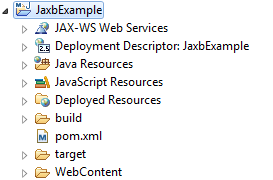 JaxbExample
JAX-WS Web Services
Deployment Descriptor: JaxbExample
Java Resources
JavaScript Resources
Deployed Resources
build
pom.xml
target
WebContent